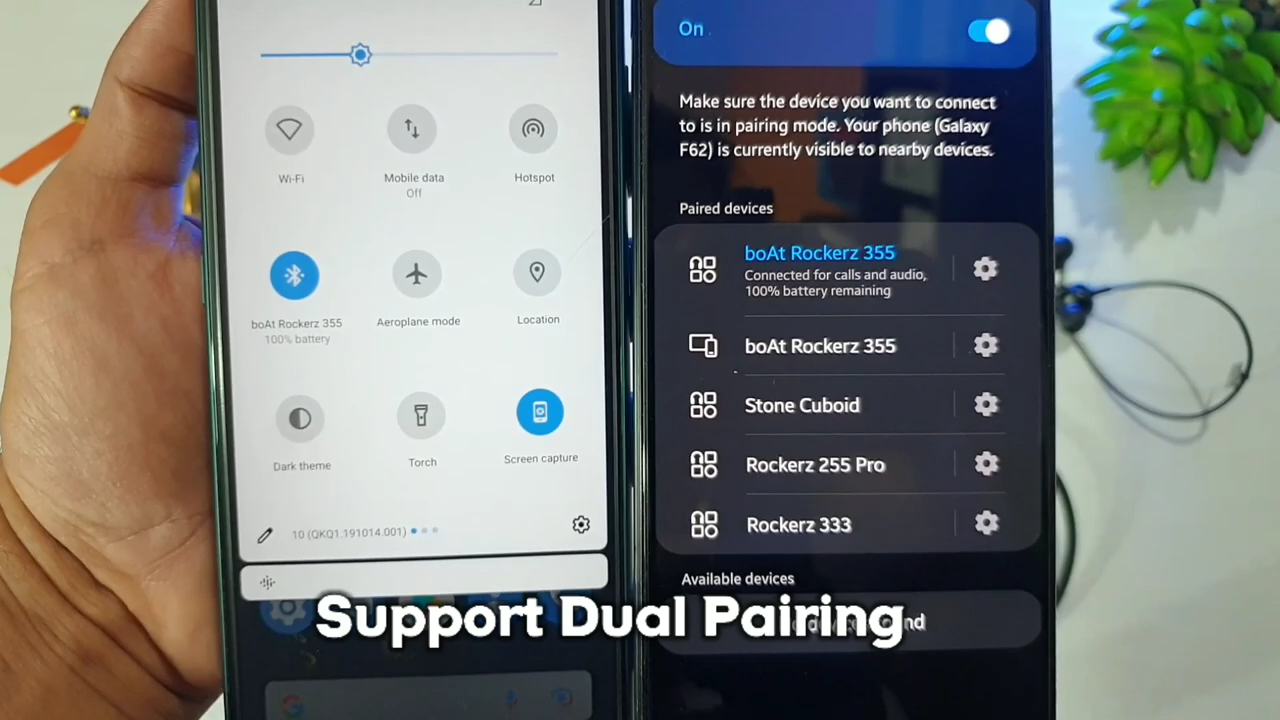 Wi-Fi
Mobile data
Off
Hotspot
boAt Rockerz 355
100% battery
Aeroplane mode
Location
Dark theme
Torch
Screen capture
10 (QKQ1.191014.001)
On
Make sure the device you want to connect
to is in pairing mode. Your phone (Galaxy
F62) is currently visible to nearby devices.
Paired devices
boAt Rockerz 355
Connected for calls and audio,
100% battery remaining
boAt Rockerz 355
Stone Cuboid
Rockerz 255 Pro
Rockerz 333
Available devices
Support Dual Pairing